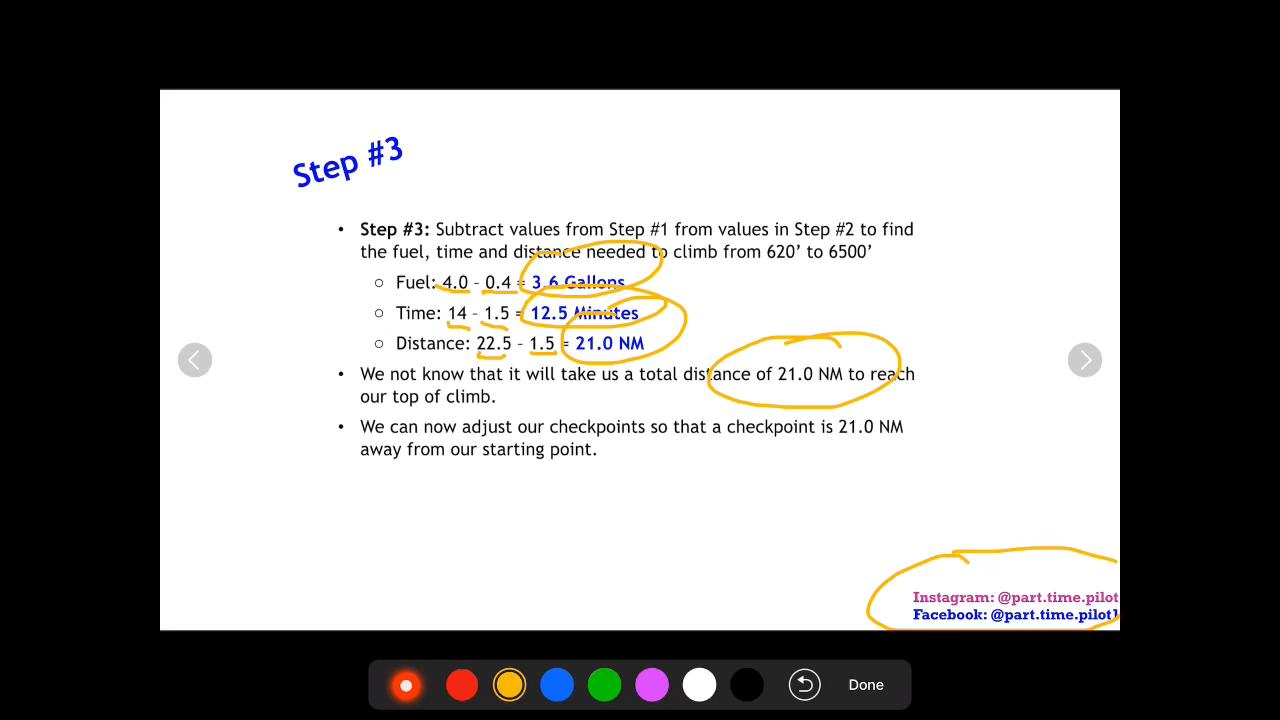 Step #3
• Step #3: Subtract values from Step #1 from values in Step #2 to find
the fuel, time and distance needed to climb from 620’ to 6500’
○ Fuel: 4.0 – 0.4 = 3.6 Gallons
○ Time: 14 – 1.5 = 12.5 Minutes
○ Distance: 22.5 – 1.5 = 21.0 NM
• We not know that it will take us a total distance of 21.0 NM to reach
our top of climb.
• We can now adjust our checkpoints so that a checkpoint is 21.0 NM
away from our starting point.
Instagram: @part.time.pilot
Facebook: @part.time.pilot1
Done